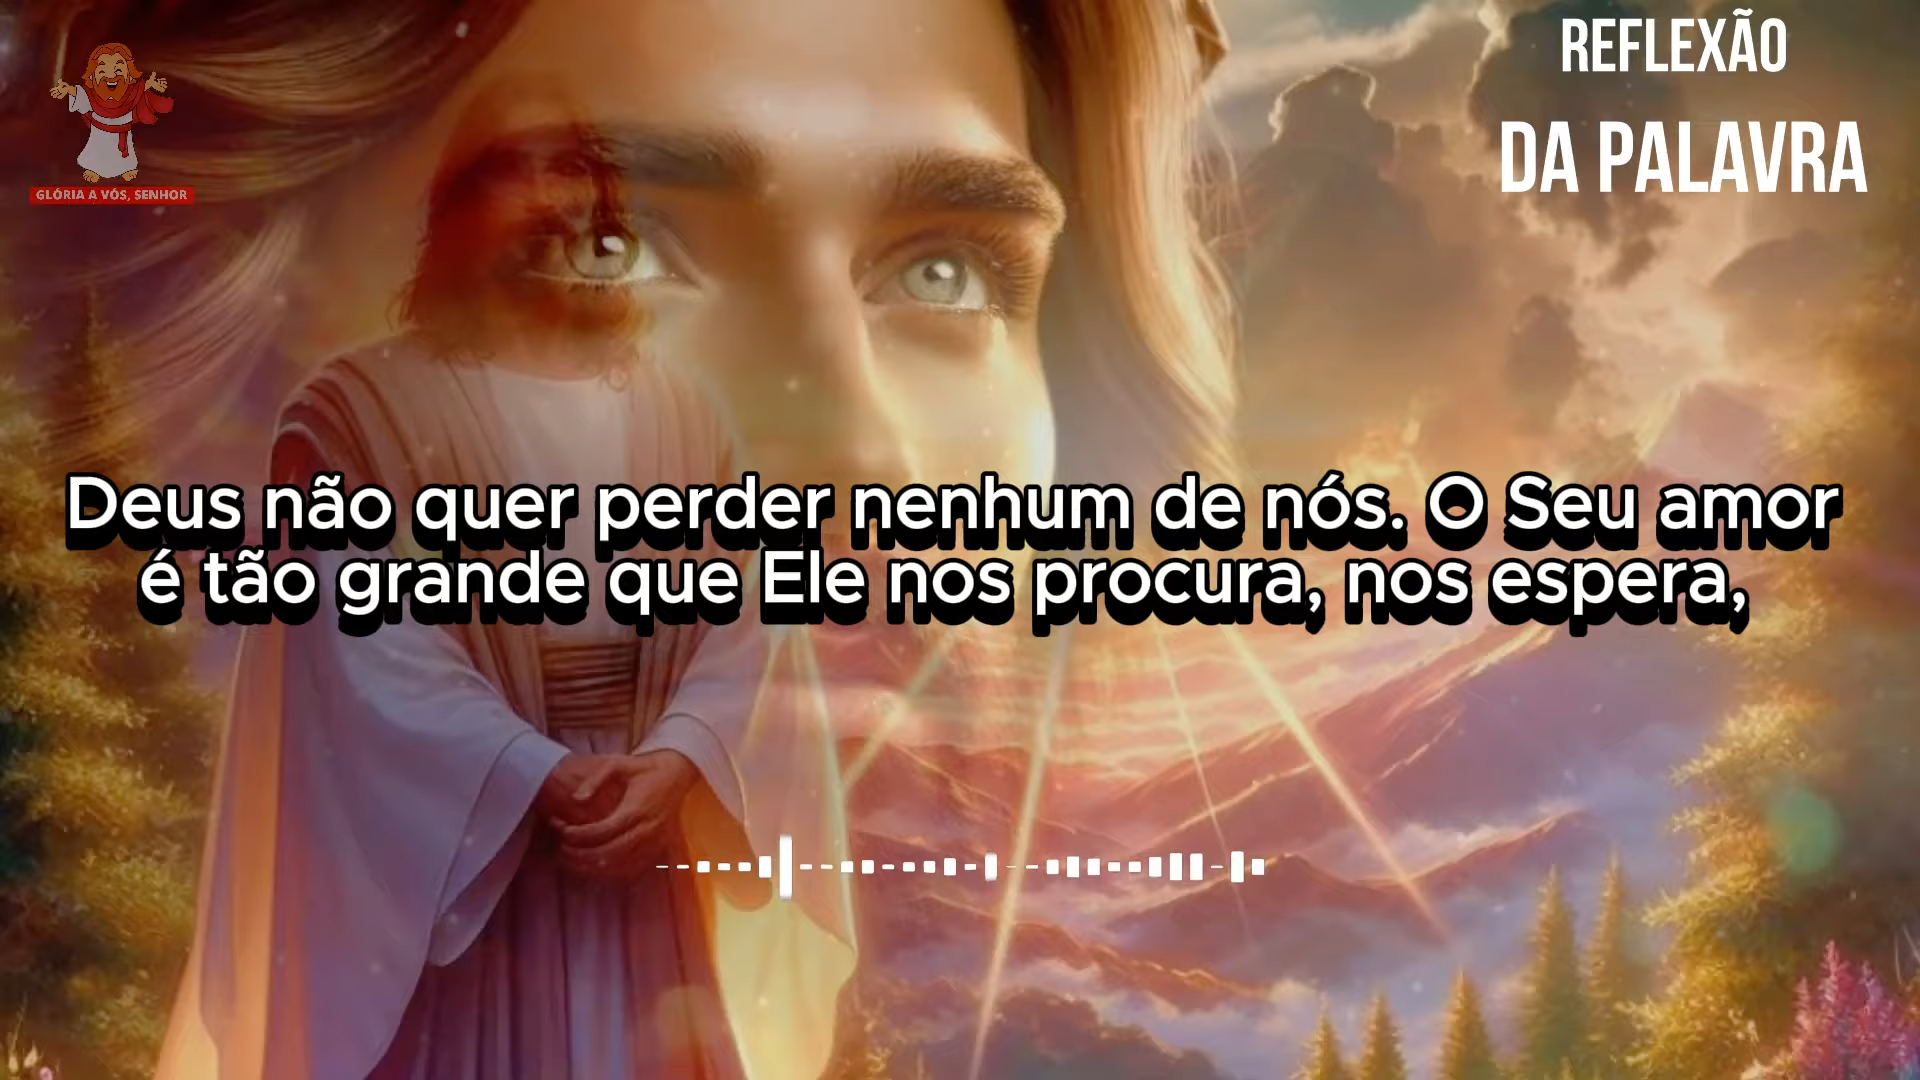 REFLEXÃO
DA PALAVRA
GLÓRIA A VÓS, SENHOR
Deus não quer perder nenhum de nós. O Seu amor
é tão grande que Ele nos procura, nos espera,